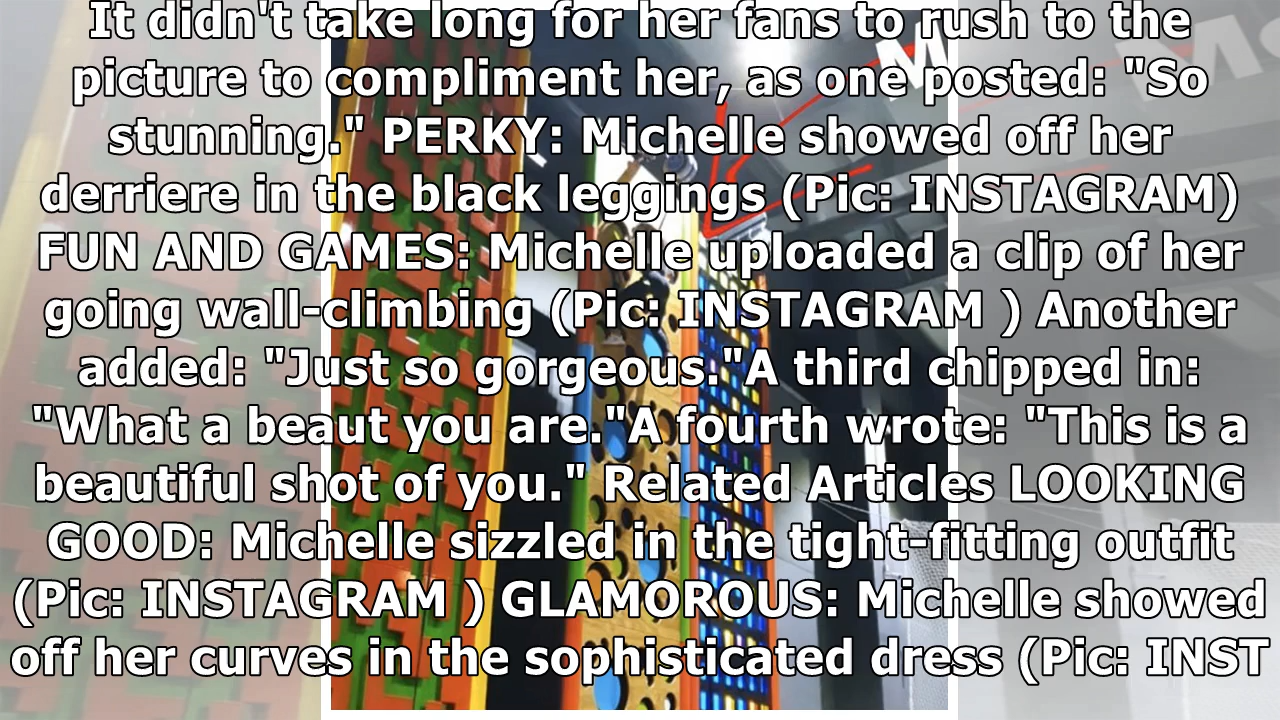 It didn't take long for her fans to rush to the
picture to compliment her, as one posted: "So
stunning." PERKY: Michelle showed off her
derriere in the black leggings (Pic: INSTAGRAM)
FUN AND GAMES: Michelle uploaded a clip of her
going wall-climbing (Pic: INSTAGRAM ) Another
added: "Just so gorgeous."A third chipped in:
"What a beaut you are."A fourth wrote: "This is a
beautiful shot of you." Related Articles LOOKING
GOOD: Michelle sizzled in the tight-fitting outfit
(Pic: INSTAGRAM ) GLAMOROUS: Michelle showed
off her curves in the sophisticated dress (Pic: INST